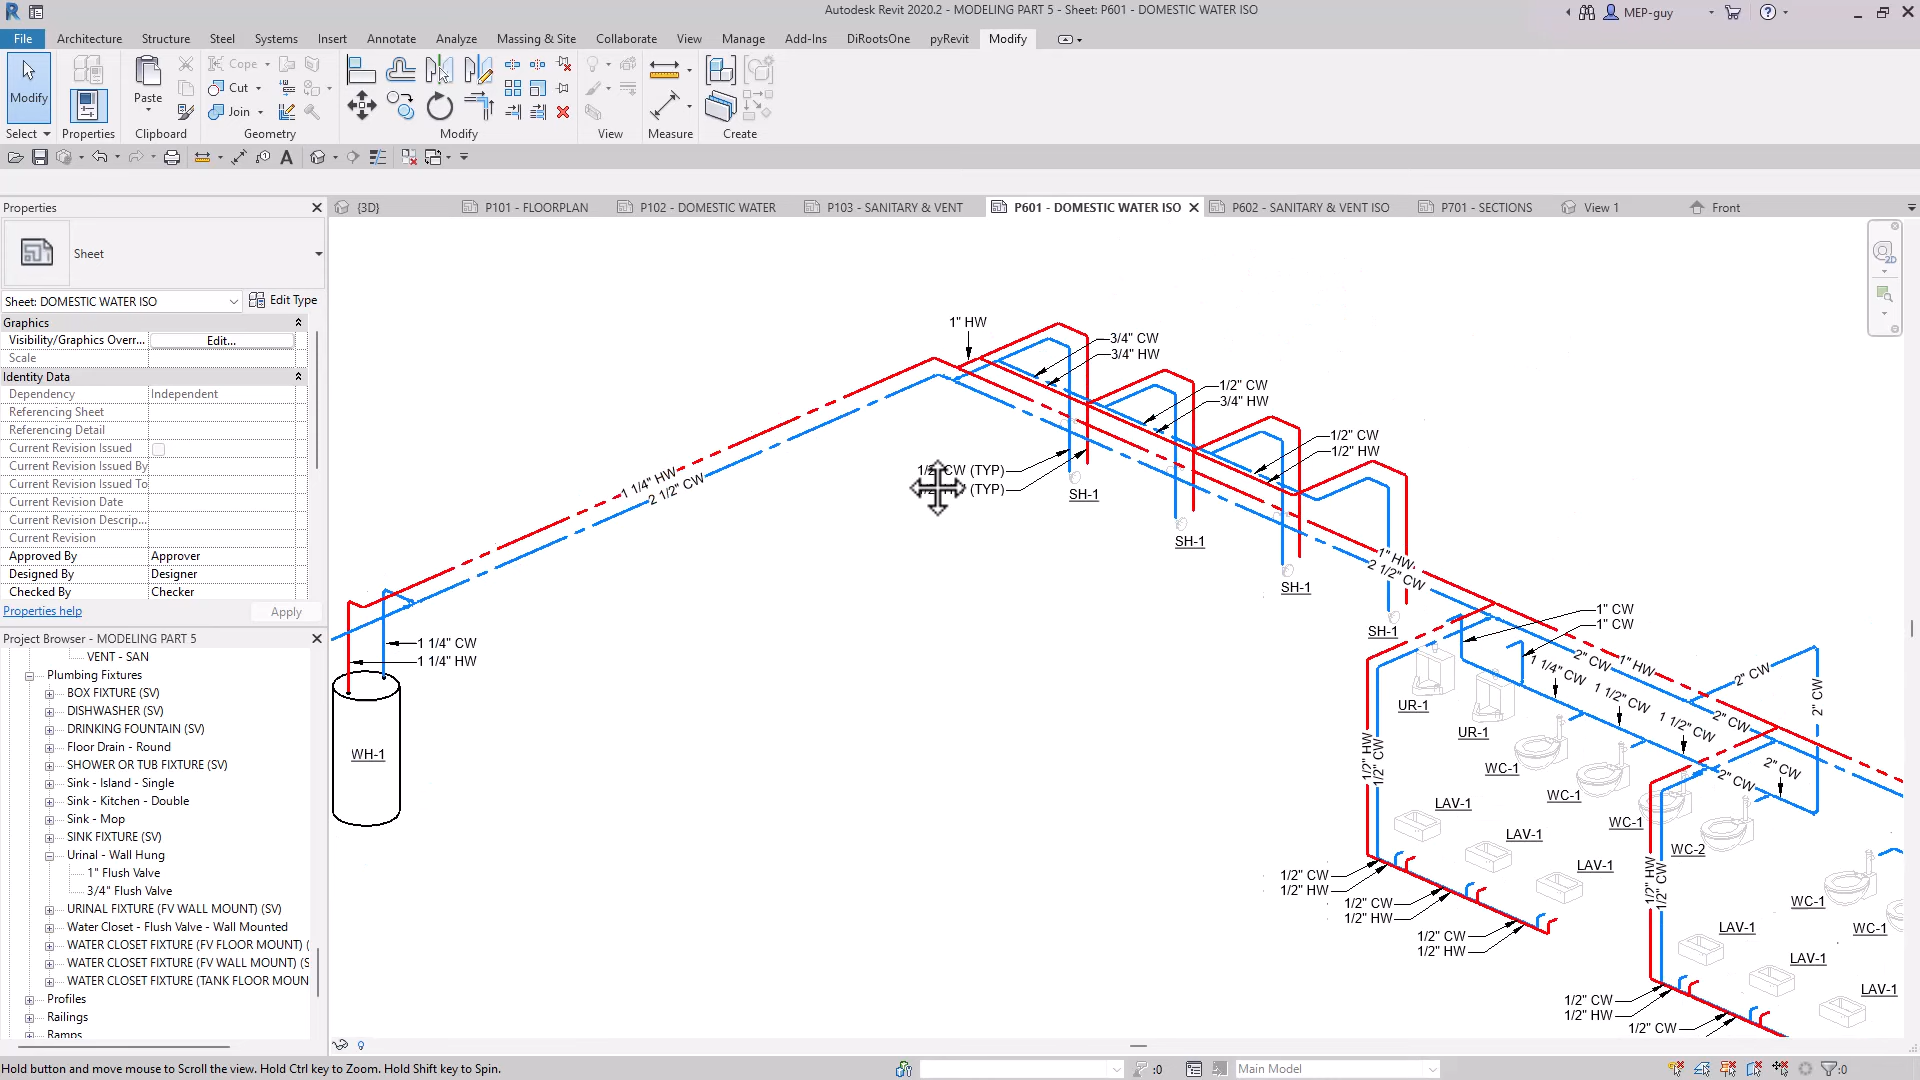 Autodesk Revit 2020.2 - MODELING PART 5 - Sheet: P601 - DOMESTIC WATER ISO
MEP-guy
File Architecture Structure Steel Systems Insert Annotate Analyze Massing & Site Collaborate View Manage Add-Ins DiRootsOne pyRevit Modify
Modify
Paste
Cope
Cut
Join
Select Properties Clipboard Geometry Modify View Measure Create
Properties
Sheet
Sheet: DOMESTIC WATER ISO
Edit Type
Graphics
Visibility/Graphics Overr... Edit...
Scale
Identity Data
Dependency Independent
Referencing Sheet
Referencing Detail
Current Revision Issued
Current Revision Issued By
Current Revision Issued To
Current Revision Date
Current Revision Descrip...
Current Revision
Approved By Approver
Designed By Designer
Checked By Checker
Properties help
Apply
Project Browser - MODELING PART 5
VENT - SAN
Plumbing Fixtures
BOX FIXTURE (SV)
DISHWASHER (SV)
DRINKING FOUNTAIN (SV)
Floor Drain - Round
SHOWER OR TUB FIXTURE (SV)
Sink - Island - Single
Sink - Kitchen - Double
Sink - Mop
SINK FIXTURE (SV)
Urinal - Wall Hung
1" Flush Valve
3/4" Flush Valve
URINAL FIXTURE (FV WALL MOUNT) (SV)
Water Closet - Flush Valve - Wall Mounted
WATER CLOSET FIXTURE (FV FLOOR MOUNT) (
WATER CLOSET FIXTURE (FV WALL MOUNT) (S
WATER CLOSET FIXTURE (TANK FLOOR MOUN
Profiles
Railings
Ramps
{3D} P101 - FLOORPLAN P102 - DOMESTIC WATER P103 - SANITARY & VENT P601 - DOMESTIC WATER ISO P602 - SANITARY & VENT ISO P701 - SECTIONS View 1 Front
2D
1" HW
3/4" CW
3/4" HW
1/2" CW
3/4" HW
1/2" CW
1/2" HW
CW (TYP)
(TYP)
SH-1
SH-1
SH-1
SH-1
1 1/4" HW
2 1/2" CW
1" HW
2 1/2" CW
1 1/4" CW
1 1/4" HW
WH-1
1" CW
1" CW
2" CW
1" HW
1 1/4" CW
1 1/2" CW
1 1/2" CW
2" CW
2" CW
2" CW
2" CW
2" CW
UR-1
UR-1
WC-1
WC-1
WC-1
WC-2
WC-1
WC-1
1/2" HW
1/2" CW
LAV-1
LAV-1
LAV-1
1/2" CW
1/2" HW
1/2" CW
1/2" HW
1/2" CW
1/2" HW
1/2" HW
1/2" CW
LAV-1
LAV-1
LAV-1
1/2" CW
1/2" HW
1/2" CW
Hold button and move mouse to Scroll the view. Hold Ctrl key to Zoom. Hold Shift key to Spin.
:0
Main Model
:0